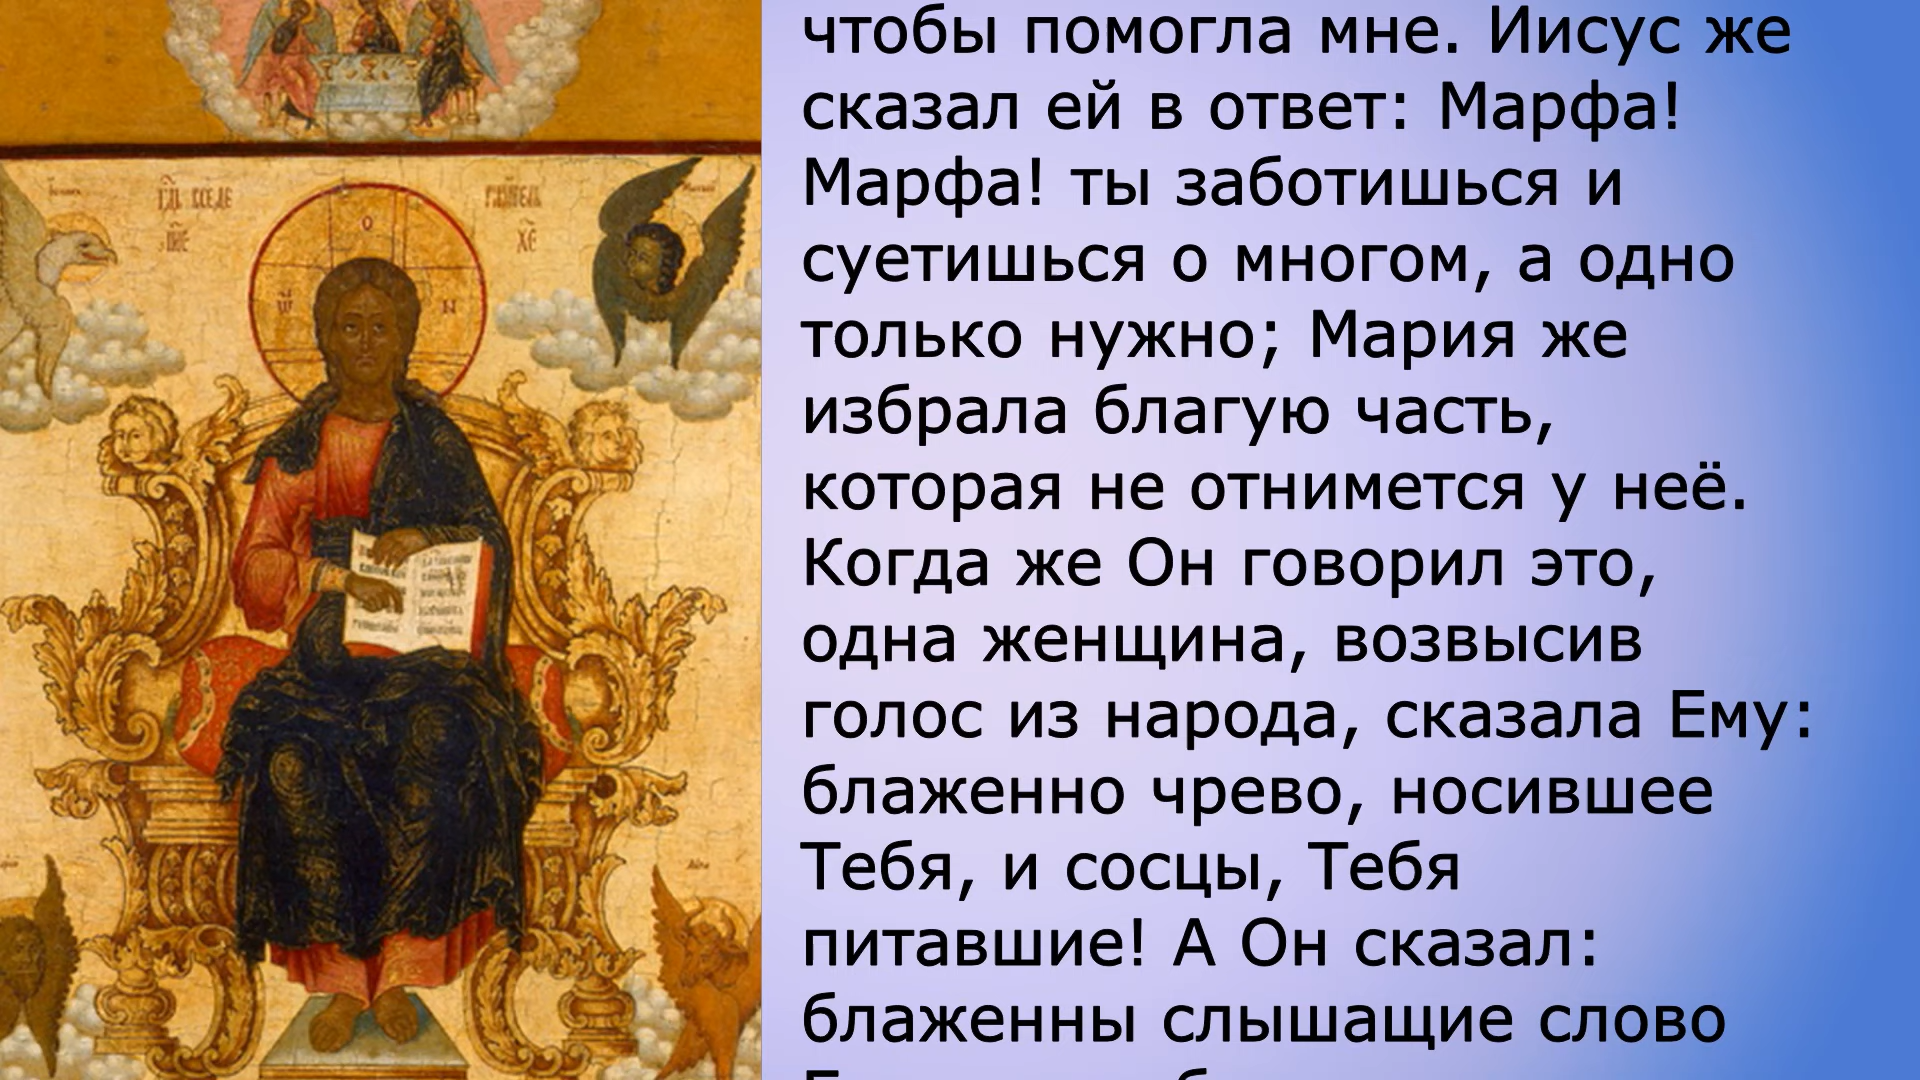 чтобы помогла мне. Иисус же
сказал ей в ответ: Марфа!
Марфа! ты заботишься и
суетишься о многом, а одно
только нужно; Мария же
избрала благую часть,
которая не отнимется у неё.
Когда же Он говорил это,
одна женщина, возвысив
голос из народа, сказала Ему:
блаженно чрево, носившее
Тебя, и сосцы, Тебя
питавшие! А Он сказал:
блаженны слышащие слово